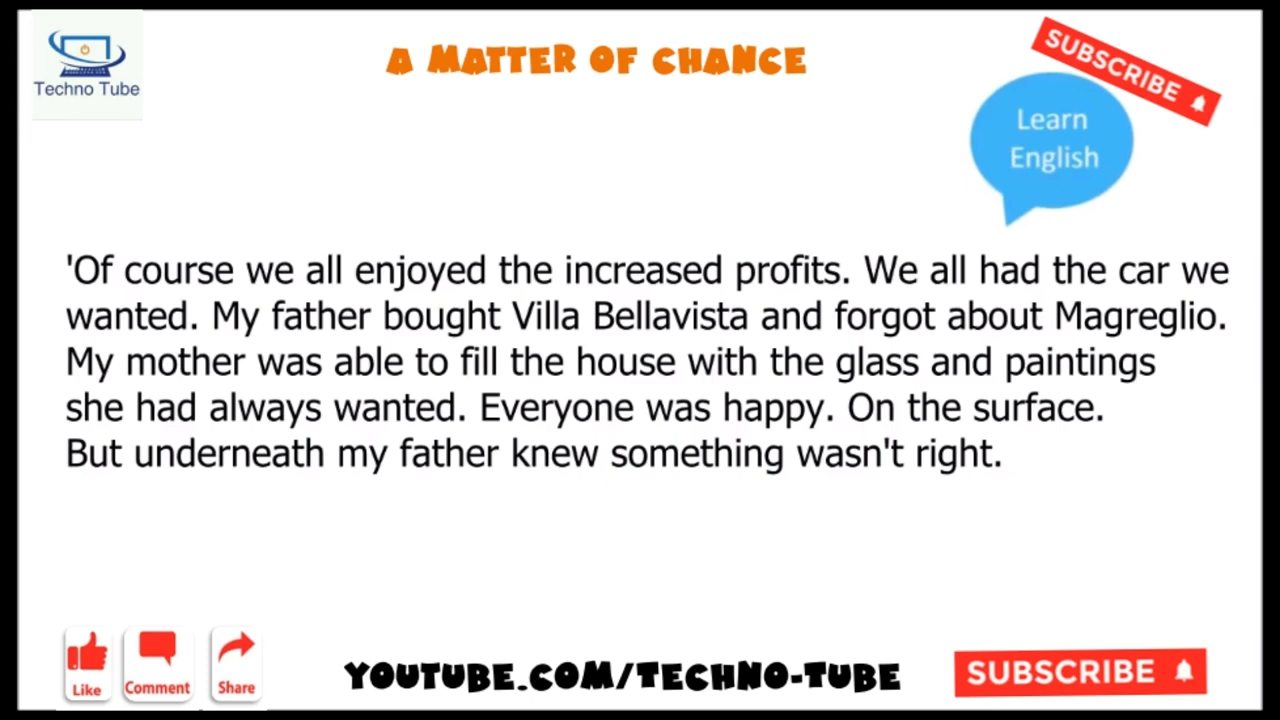 A MATTER OF CHANCE
SUBSCRIBE
Techno Tube
Learn
English
'Of course we all enjoyed the increased profits. We all had the car we
wanted. My father bought Villa Bellavista and forgot about Magreglio.
My mother was able to fill the house with the glass and paintings
she had always wanted. Everyone was happy. On the surface.
But underneath my father knew something wasn't right.
Like
Comment
Share
YOUTUBE.COM/TECHNO-TUBE
SUBSCRIBE